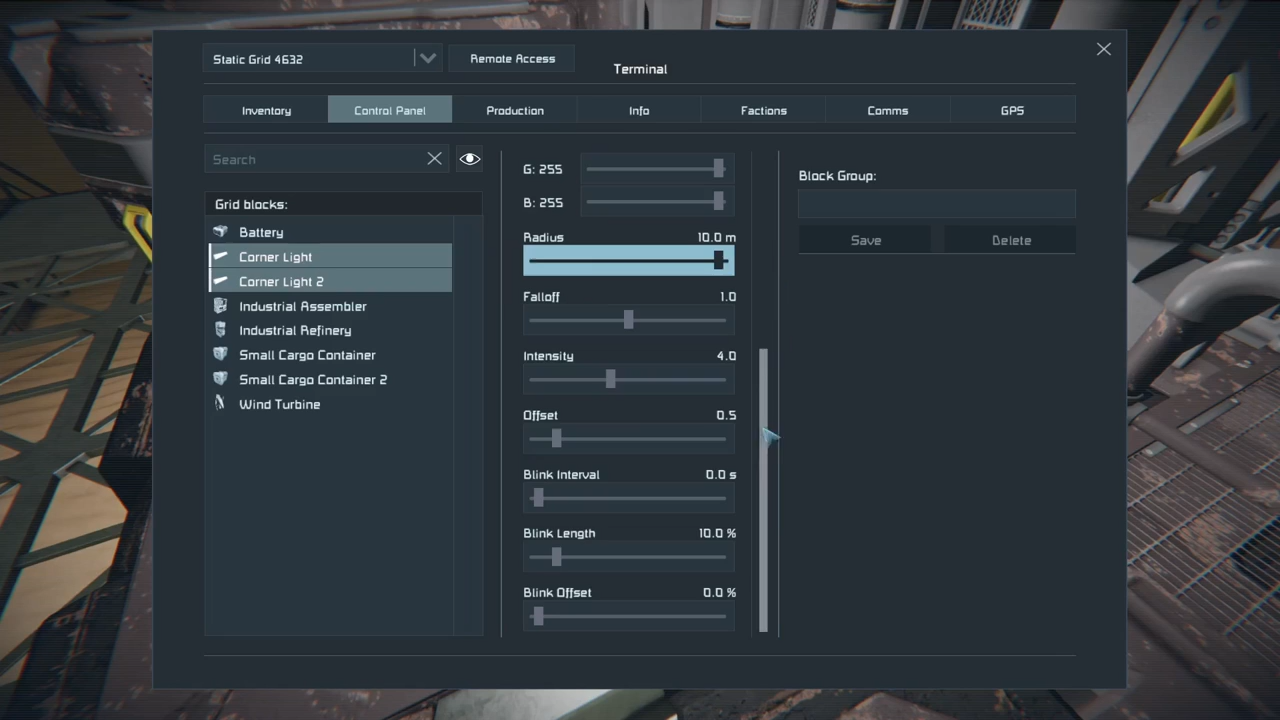 Static Grid 4632
Remote Access
Terminal
Inventory
Control Panel
Production
Info
Factions
Comms
GPS
Search
Grid blocks:
Battery
Corner Light
Corner Light 2
Industrial Assembler
Industrial Refinery
Small Cargo Container
Small Cargo Container 2
Wind Turbine
G: 255
B: 255
Radius 10.0 m
Falloff 1.0
Intensity 4.0
Offset 0.5
Blink Interval 0.0 s
Blink Length 10.0 %
Blink Offset 0.0 %
Block Group:
Save
Delete